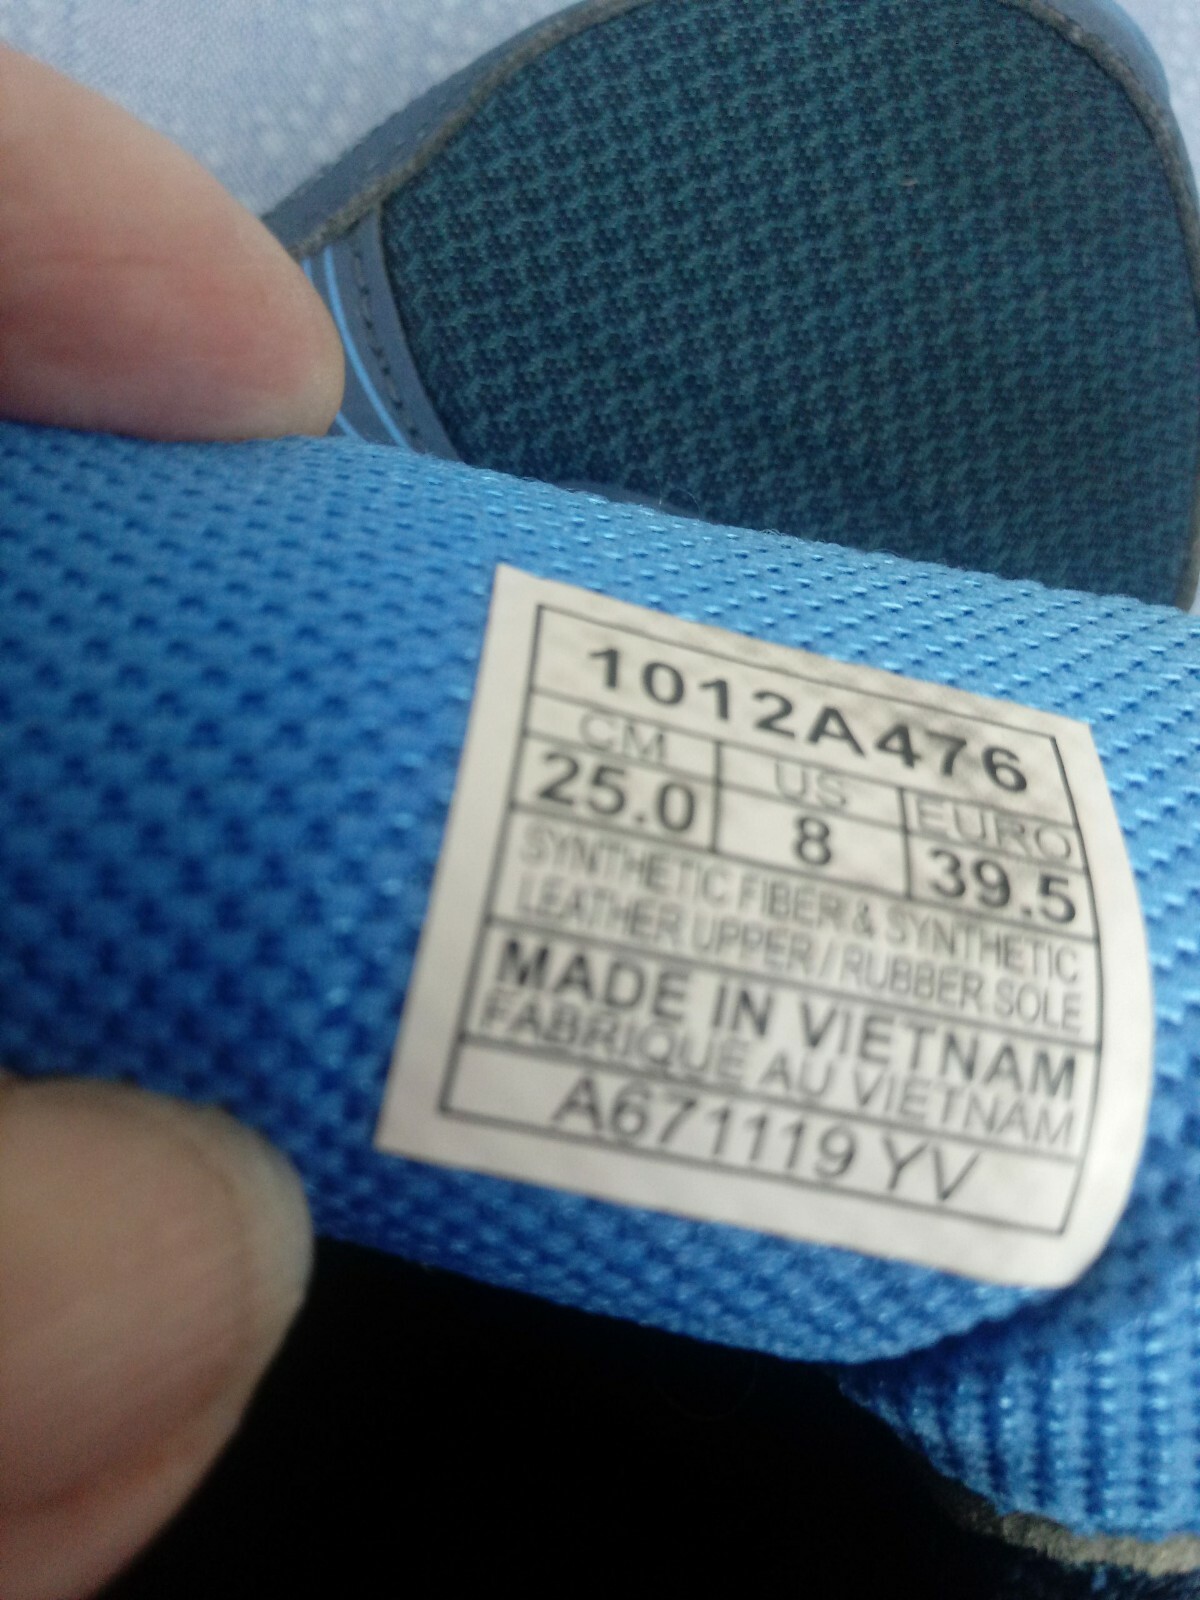 1012A476
CM US EURO
25.0 8 39.5
SYNTHETIC FIBER & SYNTHETIC
LEATHER UPPER / RUBBER SOLE
MADE IN VIETNAM
FABRIQUE AU VIETNAM
A671119 YV